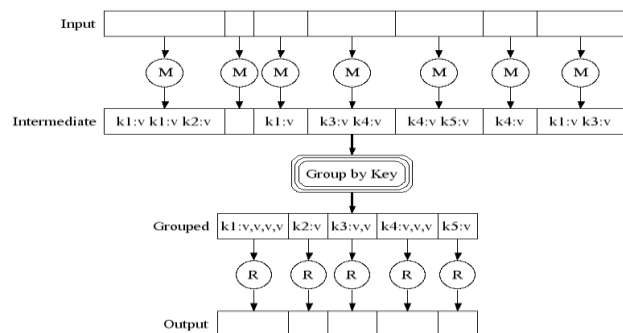 Input
M M M M M M M
Intermediate k1:v k1:v k2:v k1:v k3:v k4:v k4:v k5:v k4:v k1:v k3:v
Group by Key
Grouped k1:v,v,v,v k2:v k3:v,v k4:v,v,v k5:v
R R R R R
Output